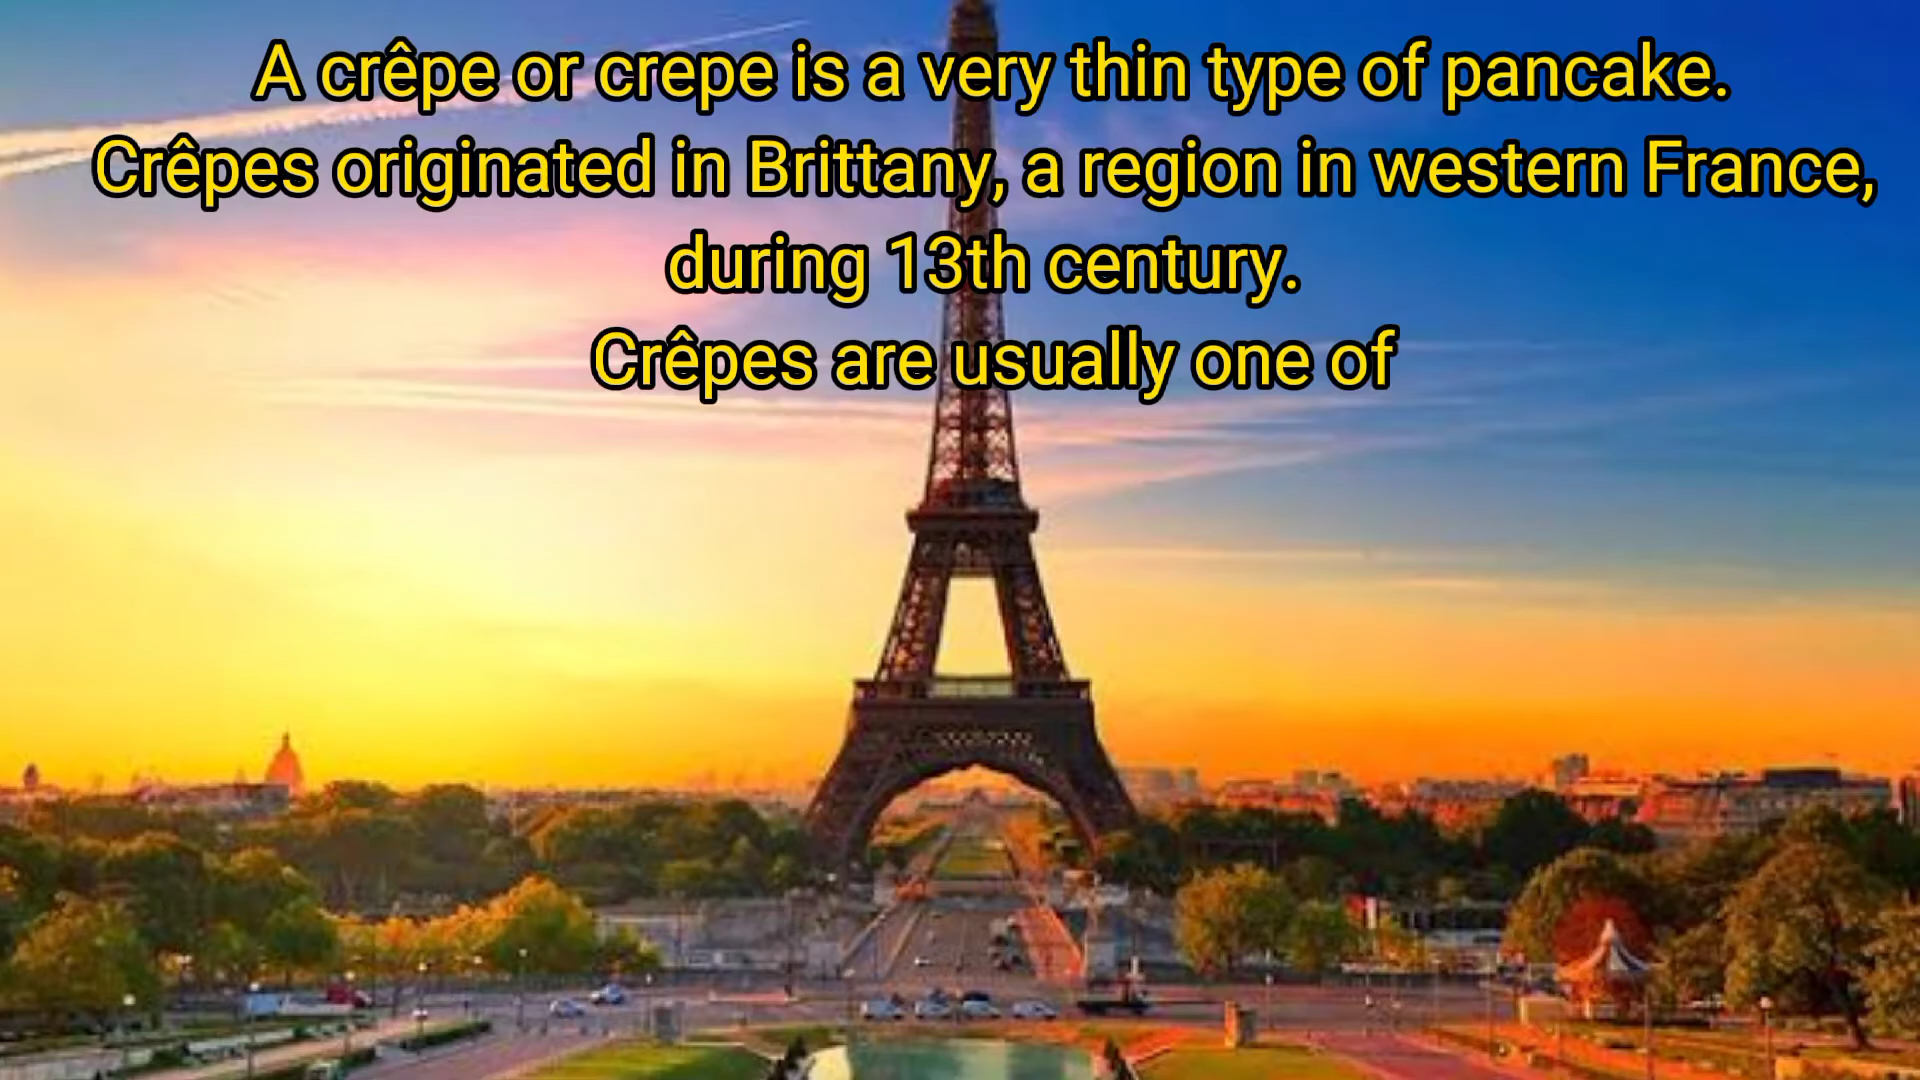 A crêpe or crepe is a very thin type of pancake.
Crêpes originated in Brittany, a region in western France,
during 13th century.
Crêpes are usually one of